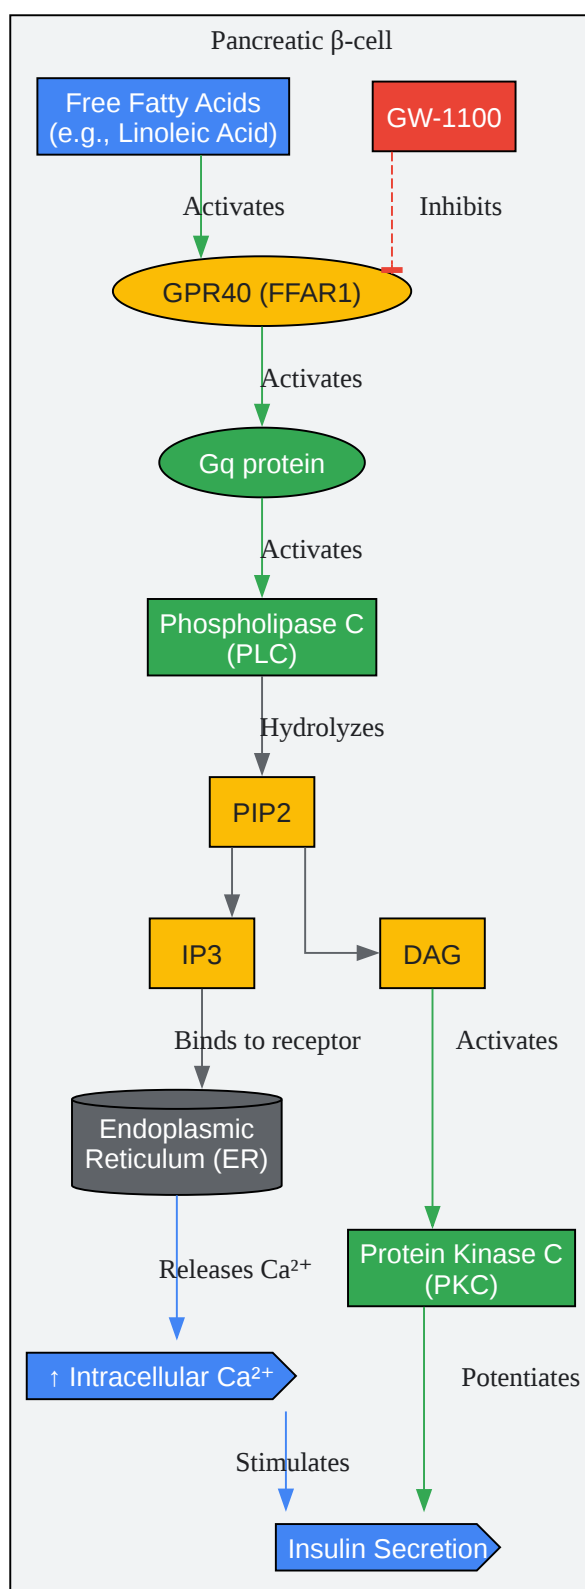 Pancreatic β-cell
Free Fatty Acids
(e.g., Linoleic Acid)
GW-1100
Activates
Inhibits
GPR40 (FFAR1)
Activates
Gq protein
Activates
Phospholipase C
(PLC)
Hydrolyzes
PIP2
IP3
DAG
Binds to receptor
Activates
Endoplasmic
Reticulum (ER)
Releases Ca²⁺
Protein Kinase C
(PKC)
↑ Intracellular Ca²⁺
Potentiates
Stimulates
Insulin Secretion